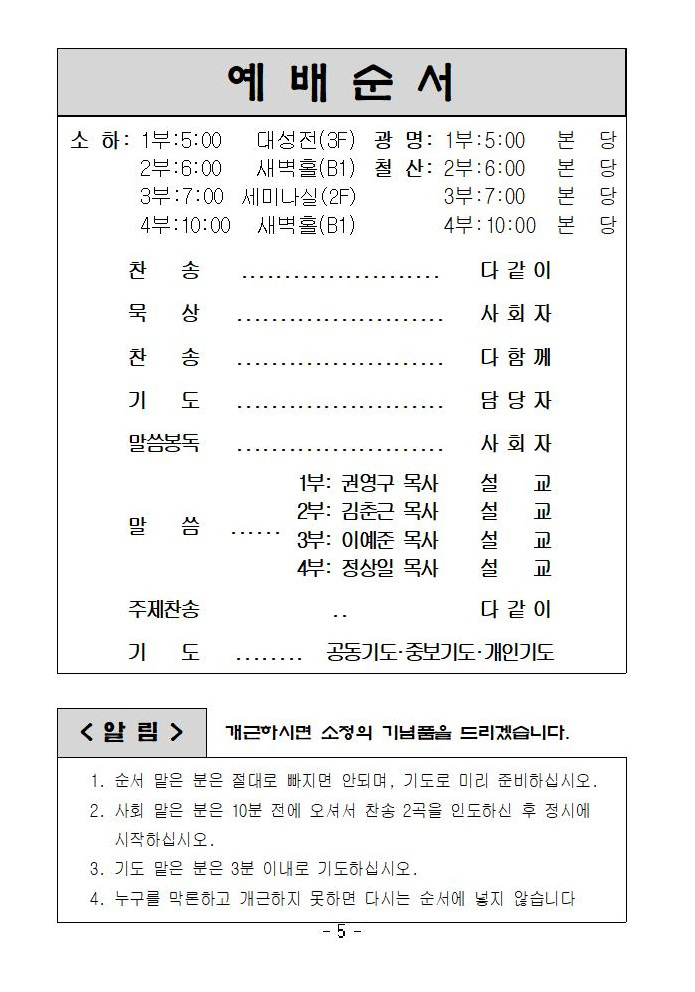 예 배 순 서
소 하: 1부:5:00 대성전(3F) 광 명: 1부:5:00 본 당
2부:6:00 새벽홀(B1) 철 산: 2부:6:00 본 당
3부:7:00 세미나실(2F) 3부:7:00 본 당
4부:10:00 새벽홀(B1) 4부:10:00 본 당
찬 송 ....................... 다 같 이
묵 상 ........................ 사 회 자
찬 송 ........................ 다 함 께
기 도 ........................ 담 당 자
말씀봉독 ........................ 사 회 자
1부: 권영구 목사 설 교
2부: 김춘근 목사 설 교
말 씀 ......
3부: 이예준 목사 설 교
4부: 정상일 목사 설 교
주제찬송 .. 다 같 이
기 도 ........ 공동기도·중보기도·개인기도
< 알 림 > 개근하시면 소정의 기념품을 드리겠습니다.
1. 순서 맡은 분은 절대로 빠지면 안되며, 기도로 미리 준비하십시오.
2. 사회 맡은 분은 10분 전에 오셔서 찬송 2곡을 인도하신 후 정시에
시작하십시오.
3. 기도 맡은 분은 3분 이내로 기도하십시오.
4. 누구를 막론하고 개근하지 못하면 다시는 순서에 넣지 않습니다
- 5 -